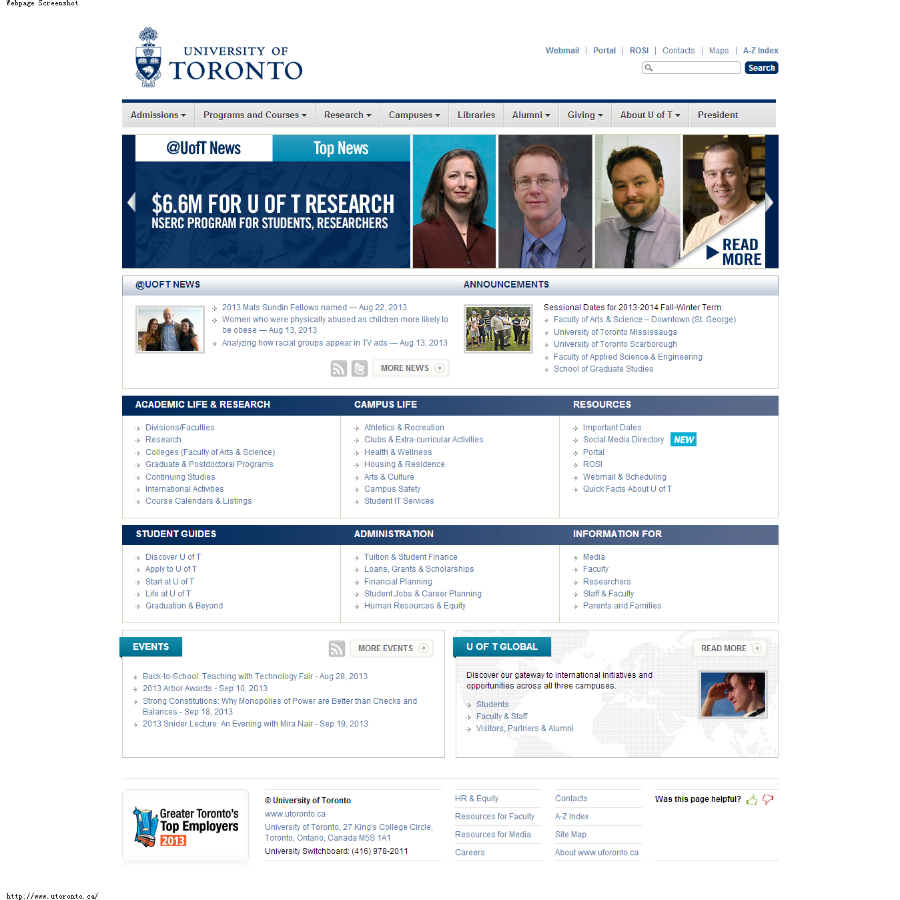 Webpage Screenshot
UNIVERSITY OF
TORONTO
Webmail | Portal | ROSI | Contacts | Maps | A-Z Index
Search
Admissions Programs and Courses Research Campuses Libraries Alumni Giving About U of T President
@UofT News Top News
$6.6M FOR U OF T RESEARCH
NSERC PROGRAM FOR STUDENTS, RESEARCHERS
READ
MORE
@UOFT NEWS
2013 Mats Sundin Fellows named — Aug 22, 2013
Women who were physically abused as children more likely to
be obese — Aug 13, 2013
Analyzing how racial groups appear in TV ads — Aug 13, 2013
MORE NEWS
ANNOUNCEMENTS
Sessional Dates for 2013-2014 Fall-Winter Term:
Faculty of Arts & Science – Downtown (St. George)
University of Toronto Mississauga
University of Toronto Scarborough
Faculty of Applied Science & Engineering
School of Graduate Studies
ACADEMIC LIFE & RESEARCH
Divisions/Faculties
Research
Colleges (Faculty of Arts & Science)
Graduate & Postdoctoral Programs
Continuing Studies
International Activities
Course Calendars & Listings
CAMPUS LIFE
Athletics & Recreation
Clubs & Extra-curricular Activities
Health & Wellness
Housing & Residence
Arts & Culture
Campus Safety
Student IT Services
RESOURCES
Important Dates
Social Media Directory NEW
Portal
ROSI
Webmail & Scheduling
Quick Facts About U of T
STUDENT GUIDES
Discover U of T
Apply to U of T
Start at U of T
Life at U of T
Graduation & Beyond
ADMINISTRATION
Tuition & Student Finance
Loans, Grants & Scholarships
Financial Planning
Student Jobs & Career Planning
Human Resources & Equity
INFORMATION FOR
Media
Faculty
Researchers
Staff & Faculty
Parents and Families
EVENTS
MORE EVENTS
Back-to-School: Teaching with Technology Fair - Aug 28, 2013
2013 Arbor Awards - Sep 10, 2013
Strong Constitutions: Why Monopolies of Power are Better than Checks and
Balances - Sep 18, 2013
2013 Snider Lecture: An Evening with Mira Nair - Sep 19, 2013
U OF T GLOBAL
READ MORE
Discover our gateway to international initiatives and
opportunities across all three campuses.
Students
Faculty & Staff
Visitors, Partners & Alumni
Greater Toronto's
Top Employers
2013
© University of Toronto
www.utoronto.ca
University of Toronto, 27 King's College Circle,
Toronto, Ontario, Canada M5S 1A1
University Switchboard: (416) 978-2011
HR & Equity
Resources for Faculty
Resources for Media
Careers
Contacts
A-Z Index
Site Map
About www.utoronto.ca
Was this page helpful?
http://www.utoronto.ca/